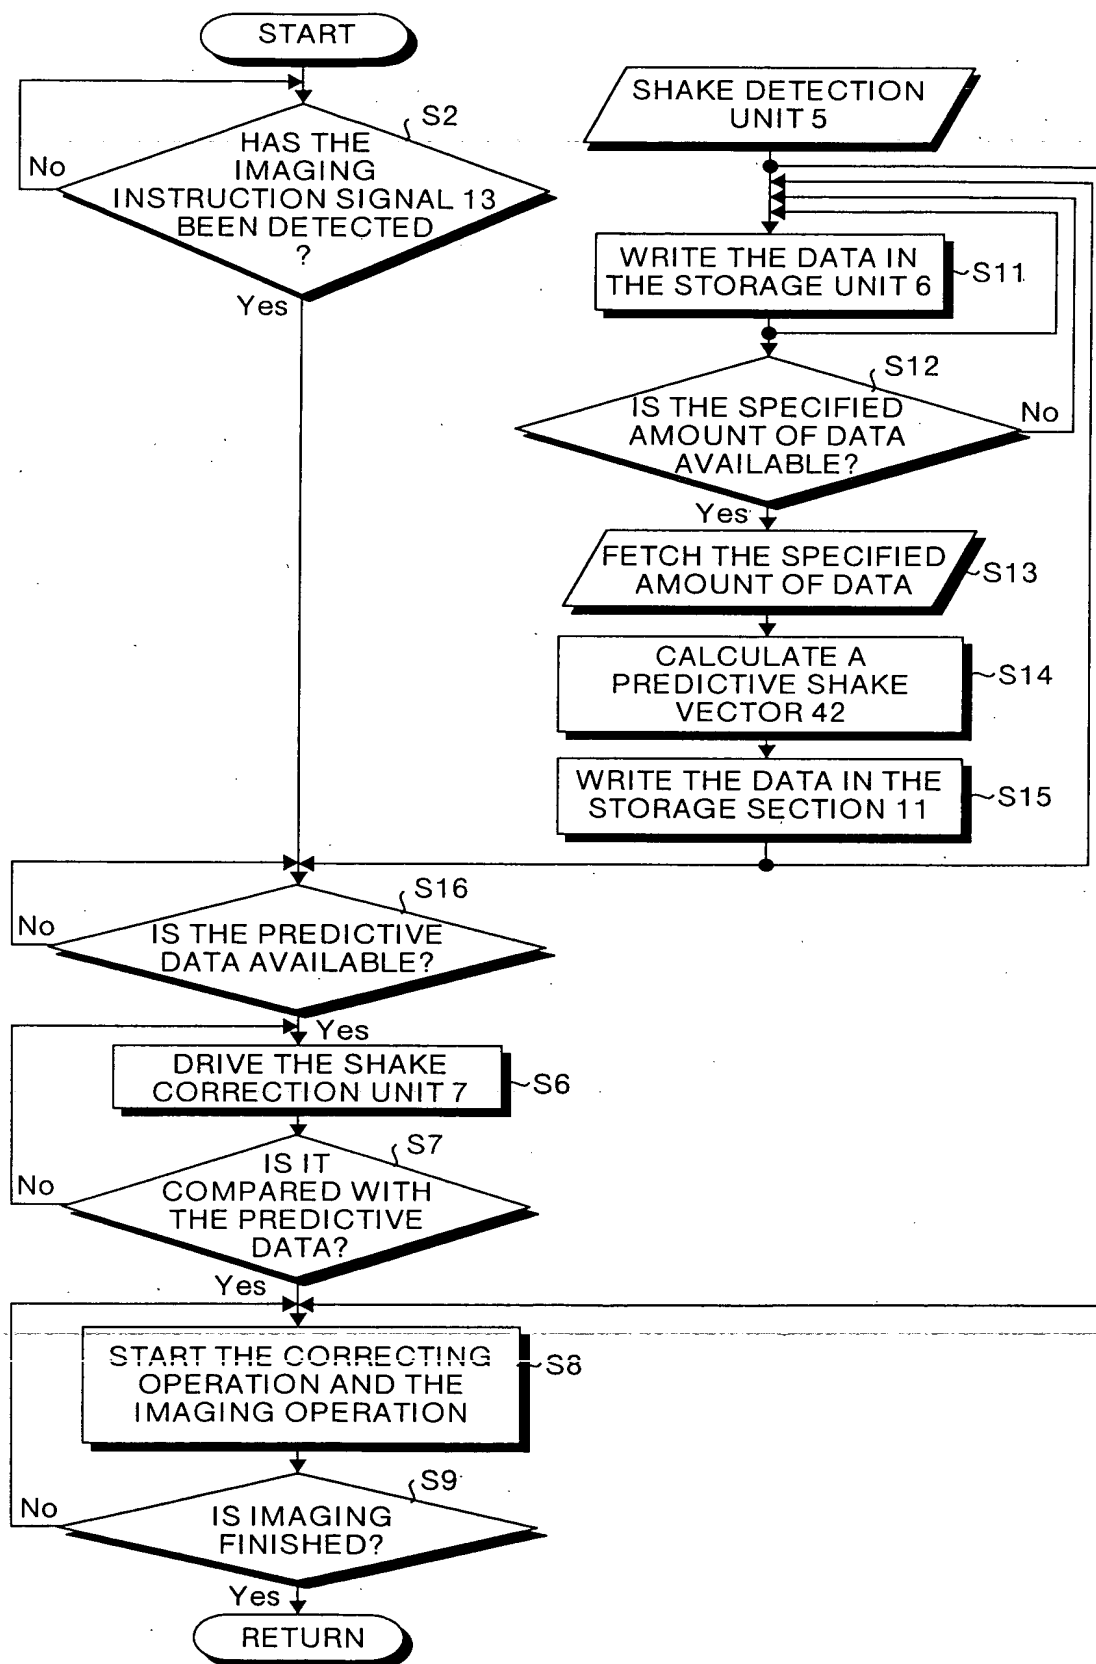 START
S2
HAS THE
IMAGING
INSTRUCTION SIGNAL 13
BEEN DETECTED
?
No
Yes
SHAKE DETECTION
UNIT 5
WRITE THE DATA IN
THE STORAGE UNIT 6
S11
S12
IS THE SPECIFIED
AMOUNT OF DATA
AVAILABLE?
No
Yes
FETCH THE SPECIFIED
AMOUNT OF DATA
S13
CALCULATE A
PREDICTIVE SHAKE
VECTOR 42
S14
WRITE THE DATA IN THE
STORAGE SECTION 11
S15
S16
IS THE PREDICTIVE
DATA AVAILABLE?
No
Yes
DRIVE THE SHAKE
CORRECTION UNIT 7
S6
S7
IS IT
COMPARED WITH
THE PREDICTIVE
DATA?
No
Yes
START THE CORRECTING
OPERATION AND THE
IMAGING OPERATION
S8
S9
IS IMAGING
FINISHED?
No
Yes
RETURN